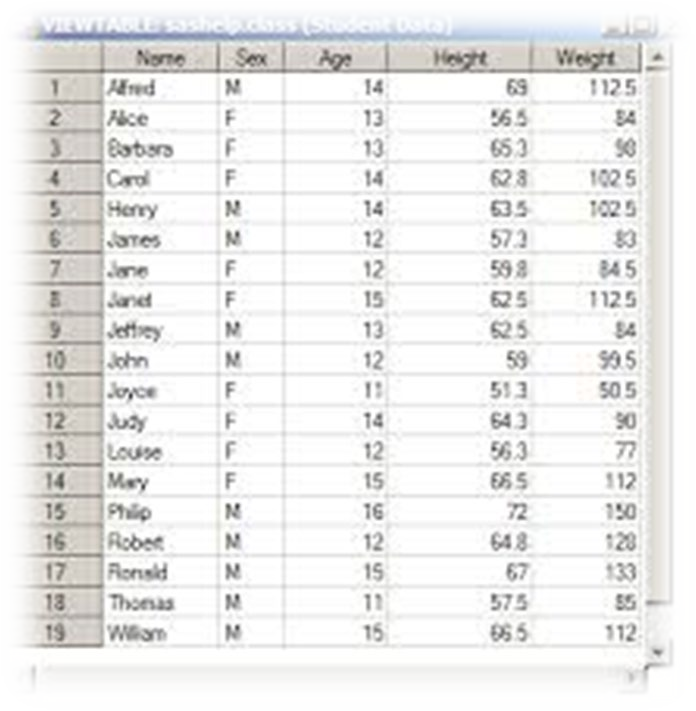 VIEWTABLE: sashelp.class (Student Data)
Name Sex Age Height Weight
1 Alfred M 14 69 112.5
2 Alice F 13 56.5 84
3 Barbara F 13 65.3 98
4 Carol F 14 62.8 102.5
5 Henry M 14 63.5 102.5
6 James M 12 57.3 83
7 Jane F 12 59.8 84.5
8 Janet F 15 62.5 112.5
9 Jeffrey M 13 62.5 84
10 John M 12 59 99.5
11 Joyce F 11 51.3 50.5
12 Judy F 14 64.3 90
13 Louise F 12 56.3 77
14 Mary F 15 66.5 112
15 Philip M 16 72 150
16 Robert M 12 64.8 128
17 Ronald M 15 67 133
18 Thomas M 11 57.5 85
19 William M 15 66.5 112